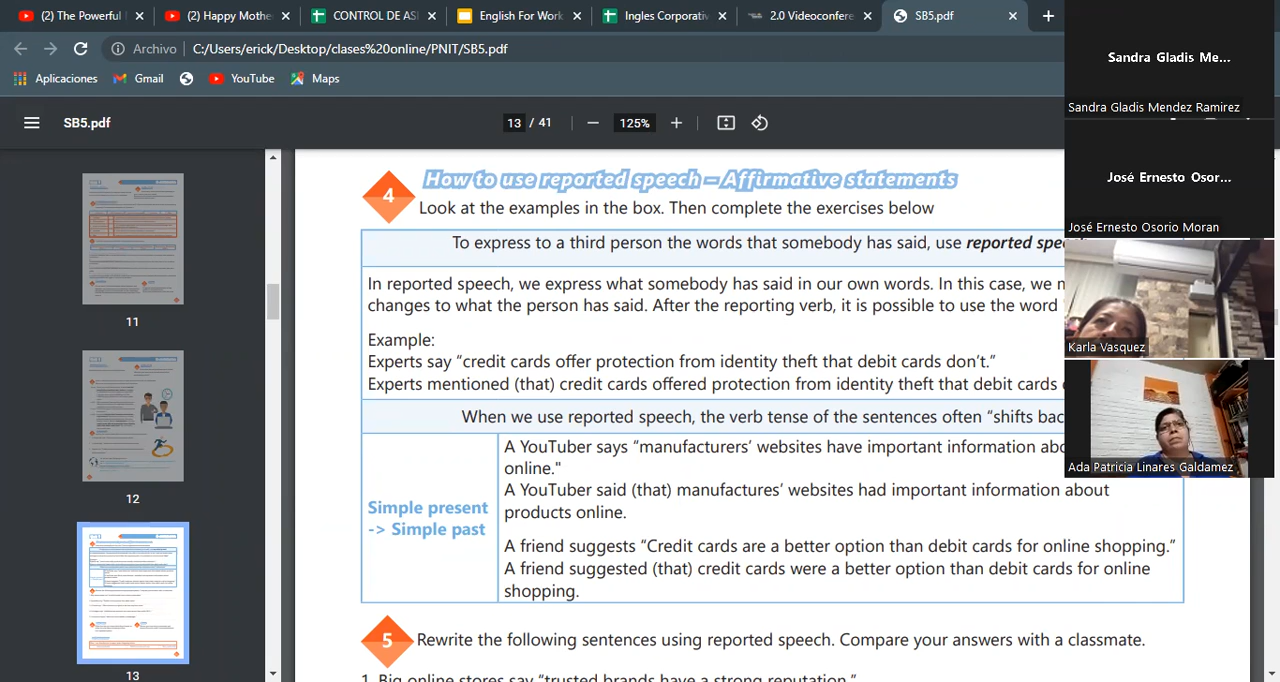 (2) The Powerful
(2) Happy Mothe
CONTROL DE AS
English For Work
Ingles Corporativ
2.0 Videoconfere
SB5.pdf
Archivo
C:/Users/erick/Desktop/clases%20online/PNIT/SB5.pdf
Aplicaciones
Gmail
YouTube
Maps
SB5.pdf
13 / 41
125%
11
12
13
4
How to use reported speech – Affirmative statements
Look at the examples in the box. Then complete the exercises below
To express to a third person the words that somebody has said, use reported spee
In reported speech, we express what somebody has said in our own words. In this case, we
changes to what the person has said. After the reporting verb, it is possible to use the word
Example:
Experts say “credit cards offer protection from identity theft that debit cards don’t.”
Experts mentioned (that) credit cards offered protection from identity theft that debit cards
When we use reported speech, the verb tense of the sentences often “shifts bac
Simple present
-> Simple past
A YouTuber says “manufacturers’ websites have important information abo
online."
A YouTuber said (that) manufactures’ websites had important information about
products online.
A friend suggests “Credit cards are a better option than debit cards for online shopping.”
A friend suggested (that) credit cards were a better option than debit cards for online
shopping.
5
Rewrite the following sentences using reported speech. Compare your answers with a classmate.
1. Big online stores say “trusted brands have a strong reputation.”
Sandra Gladis Me...
Sandra Gladis Mendez Ramirez
José Ernesto Osor...
José Ernesto Osorio Moran
Karla Vasquez
Ada Patricia Linares Galdamez